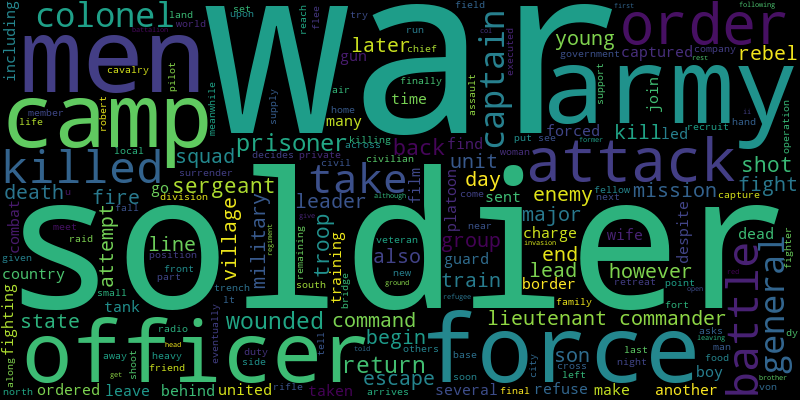 colonel
men
war
order
including
land
world
set
upon
reach
flee
try
run
field
first
following
battalion
gun
later
chief
captain
executed
young
government
captured
company
rest
rebel
camp
cavalry
pilot
member
life
robert
meanwhile
supply
air
home
many
time
finally
assault
army
support
join
prisoner
killing
across
back
find
forced
killed
recruit
put
see
hand
operation
killed
local
squad
decides
private
civil
civilian
surrender
unit
woman
former
attack
shot
death
fire
go
sergeant
division
take
leader
film
platoon
day
come
sent
enemy
fellow
next
mission
capture
fight
combat
fall
meet
raid
attempt
soldier
village
military
troop
although
give
near
major
charge
invasion
wife
despite
dead
fighter
given
position
line
front
part
regiment
remaining
veteran
also
new
ground
group
guard
end
lead
however
battle
general
country
small
tank
trench
lt
south
training
bridge
refugee
train
border
family
retreat
point
fort
open
state
radio
eventually
wounded
command
lieutenant
commander
asks
leaving
dy
fighting
along
officer
away
shoot
heavy
head
friend
get
duty
side
tell
told
others
begin
return
escape
base
soon
force
city
son
cross
left
last
night
man
food
boy
brother
von
north
ordered
leave
behind
united
rifle
taken
arrives
several
final
refuse
make
another